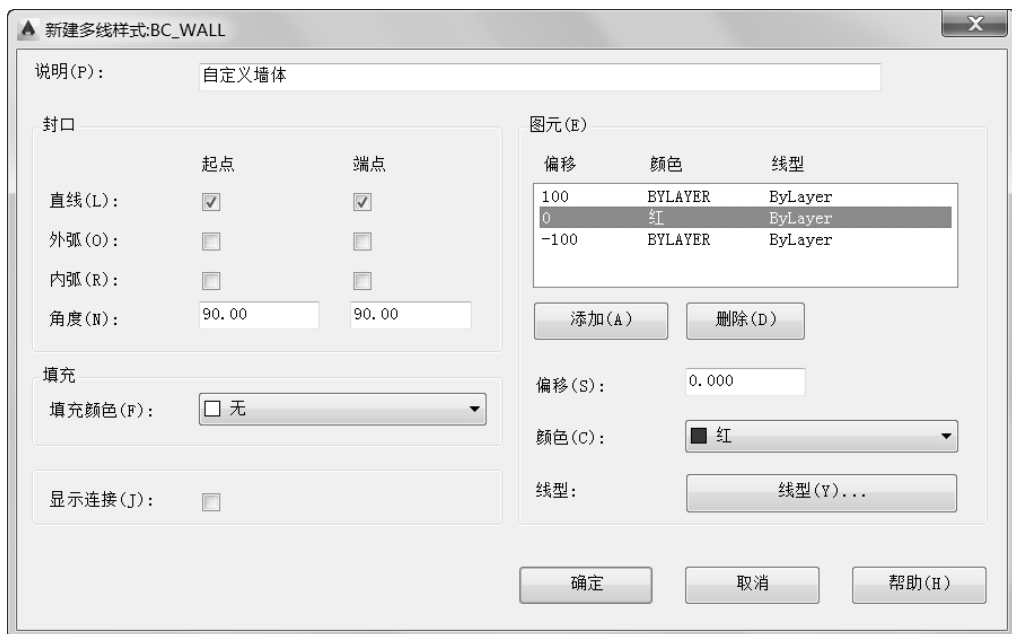 新建多线样式:BC_WALL
说明(P): 自定义墙体
封口
起点 端点
直线(L):
外弧(O):
内弧(R):
角度(N): 90.00 90.00
填充
填充颜色(F): 无
显示连接(J):
图元(E)
偏移 颜色 线型
100 BYLAYER ByLayer
0 红 ByLayer
-100 BYLAYER ByLayer
添加(A) 删除(D)
偏移(S): 0.000
颜色(C): 红
线型: 线型(Y)...
确定 取消 帮助(H)